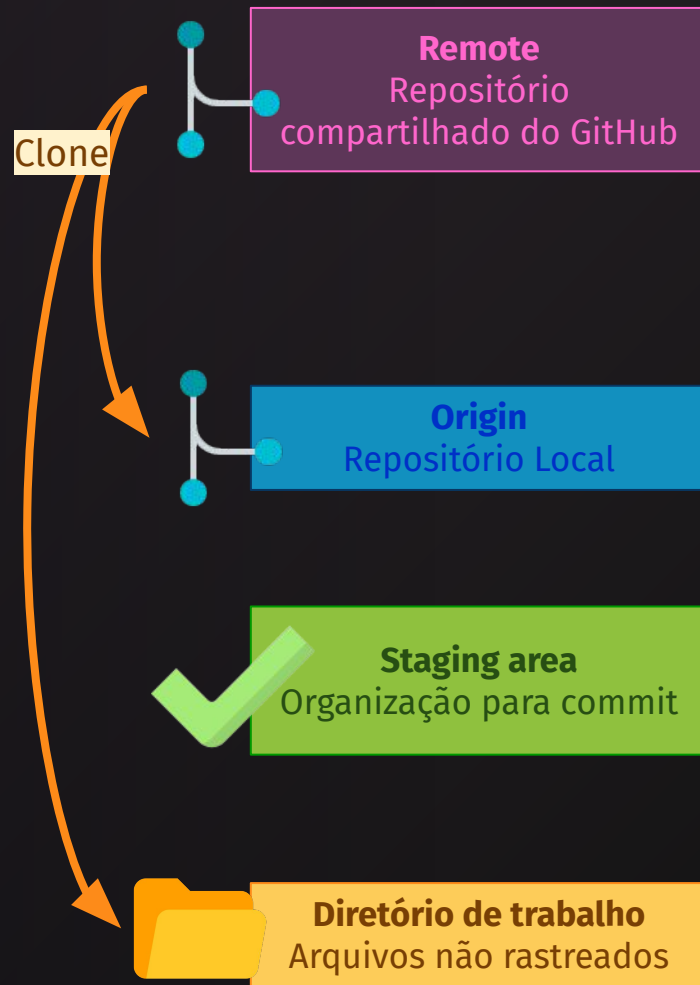 Remote
Repositório
compartilhado do GitHub
Clone
Origin
Repositório Local
Staging area
Organização para commit
Diretório de trabalho
Arquivos não rastreados